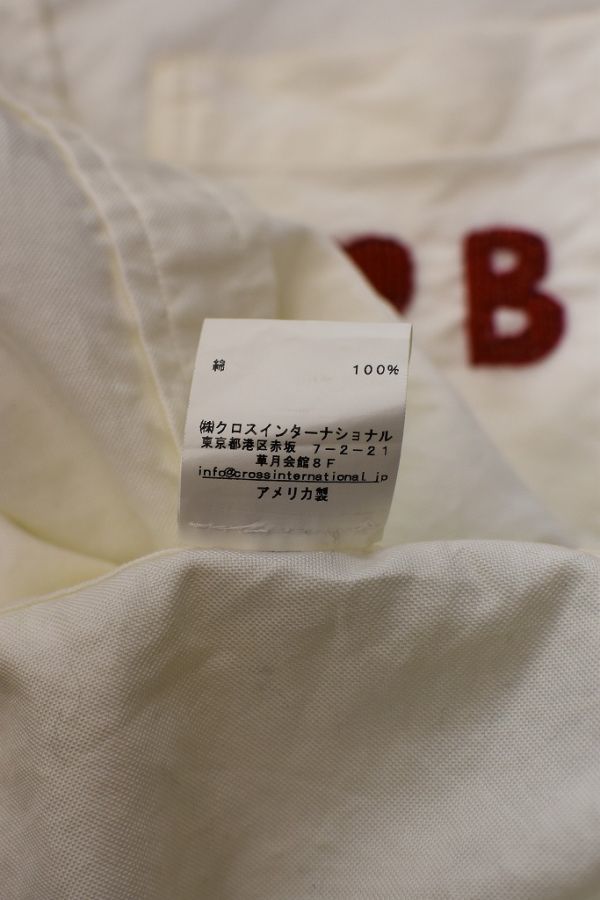 B
綿 100%
㈱クロスインターナショナル
東京都港区赤坂 7-2-21
草月会館8F
info@crossinternational.jp
アメリカ製